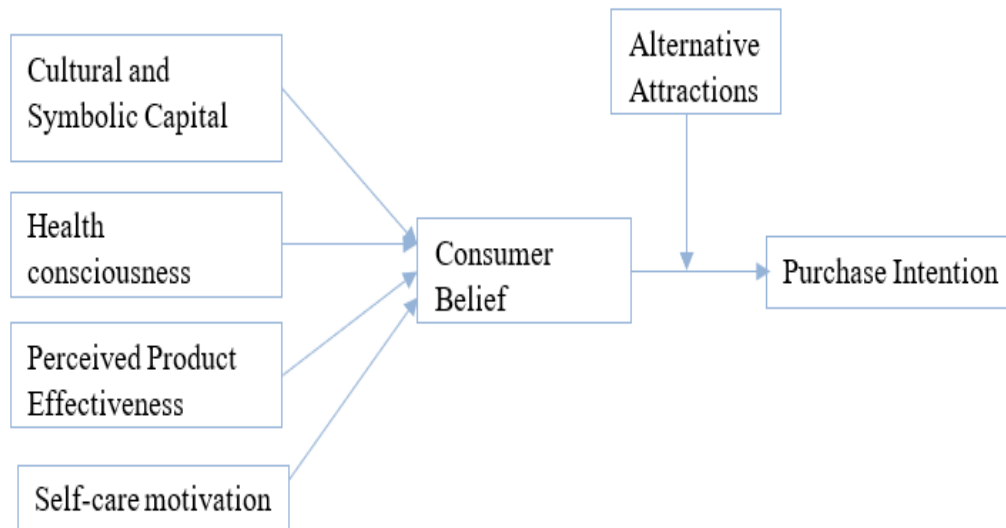 Cultural and
Symbolic Capital
Health
consciousness
Perceived Product
Effectiveness
Self-care motivation
Consumer
Belief
Alternative
Attractions
Purchase Intention